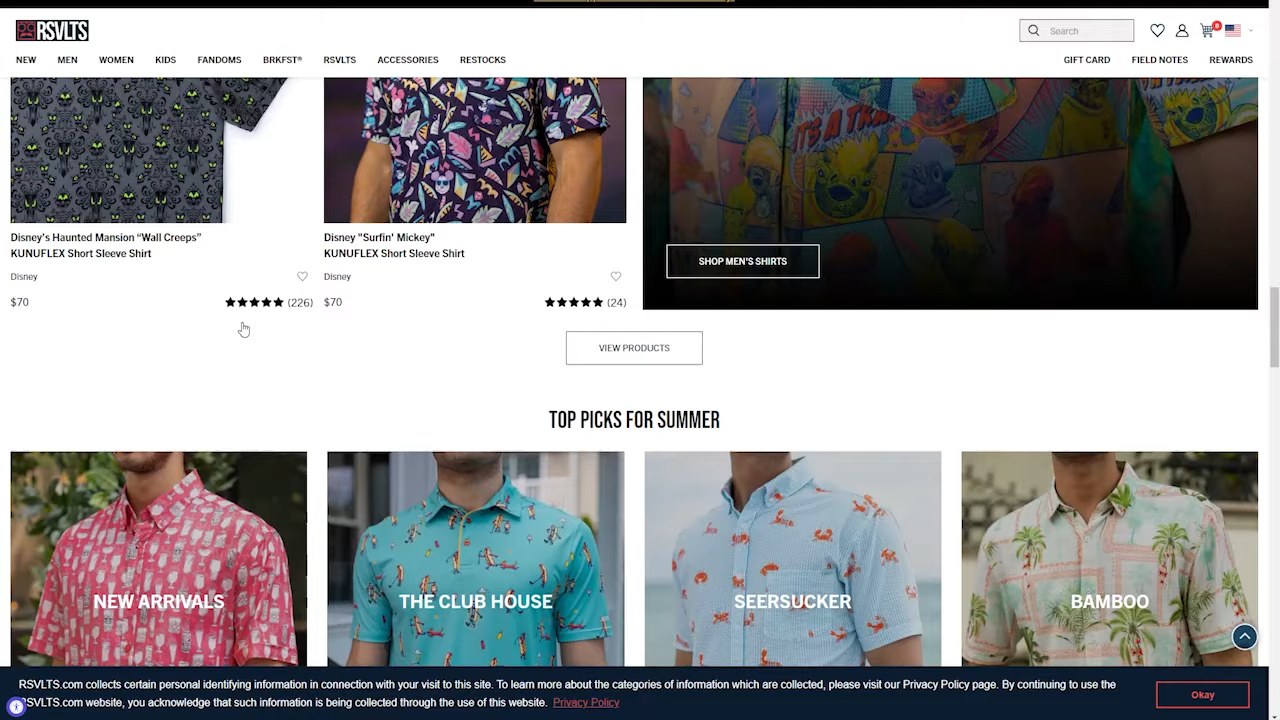 RSVLTS
Search
0
NEW MEN WOMEN KIDS FANDOMS BRKFST® RSVLTS ACCESSORIES RESTOCKS
GIFT CARD FIELD NOTES REWARDS
IT'S A TRAP
Disney's Haunted Mansion “Wall Creeps”
KUNUFLEX Short Sleeve Shirt
Disney
$70 (226)
Disney "Surfin' Mickey"
KUNUFLEX Short Sleeve Shirt
Disney
$70 (24)
SHOP MEN'S SHIRTS
VIEW PRODUCTS
TOP PICKS FOR SUMMER
NEW ARRIVALS
THE CLUB HOUSE
SEERSUCKER
BAMBOO
RSVLTS.com collects certain personal identifying information in connection with your visit to this site. To learn more about the categories of information which are collected, please visit our Privacy Policy page. By continuing to use the
RSVLTS.com website, you acknowledge that such information is being collected through the use of this website. Privacy Policy
Okay